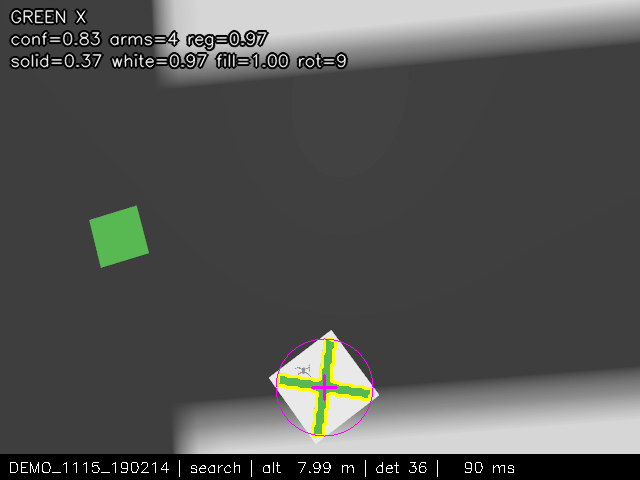 GREEN X
conf=0.83 arms=4 reg=0.97
solid=0.37 white=0.97 fill=1.00 rot=9
DEMO_1115_190214 | search | alt 7.99 m | det 36 | 90 ms